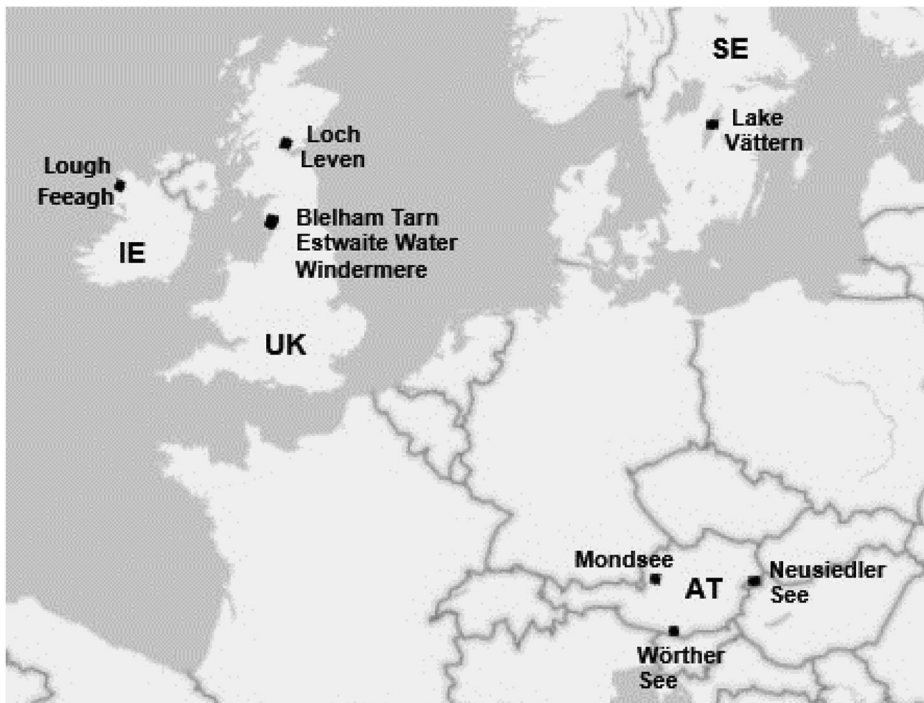 SE
Lake
Vättern
Loch
Leven
Lough
Feeagh
Blelham Tarn
Estwaite Water
Windermere
IE
UK
Mondsee
AT
Neusiedler
See
Wörther
See